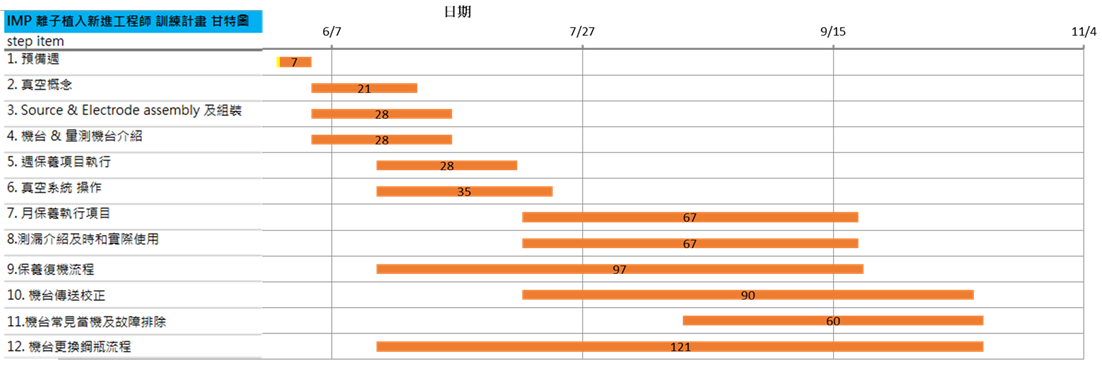 日期
IMP 離子植入新進工程師 訓練計畫 甘特圖
6/7 7/27 9/15 11/4
step item
1. 預備週 7
2. 真空概念 21
3. Source & Electrode assembly 及組裝 28
4. 機台 & 量測機台介紹 28
5. 週保養項目執行 28
6. 真空系統 操作 35
7. 月保養執行項目 67
8.測漏介紹及時和實際使用 67
9.保養復機流程 97
10. 機台傳送校正 90
11.機台常見當機及故障排除 60
12. 機台更換鋼瓶流程 121